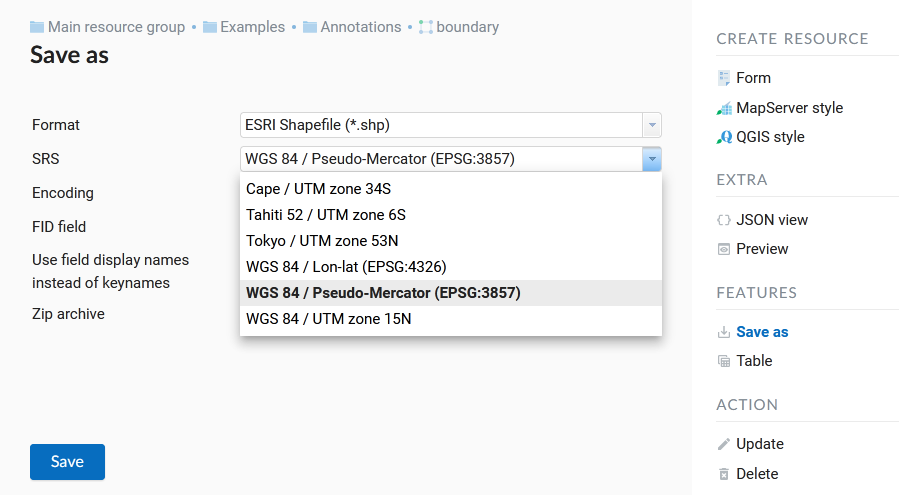 Main resource group • Examples • Annotations • boundary
Save as
Format
ESRI Shapefile (*.shp)
SRS
WGS 84 / Pseudo-Mercator (EPSG:3857)
Cape / UTM zone 34S
Tahiti 52 / UTM zone 6S
Tokyo / UTM zone 53N
WGS 84 / Lon-lat (EPSG:4326)
WGS 84 / Pseudo-Mercator (EPSG:3857)
WGS 84 / UTM zone 15N
Encoding
FID field
Use field display names
instead of keynames
Zip archive
Save
CREATE RESOURCE
Form
MapServer style
QGIS style
EXTRA
JSON view
Preview
FEATURES
Save as
Table
ACTION
Update
Delete